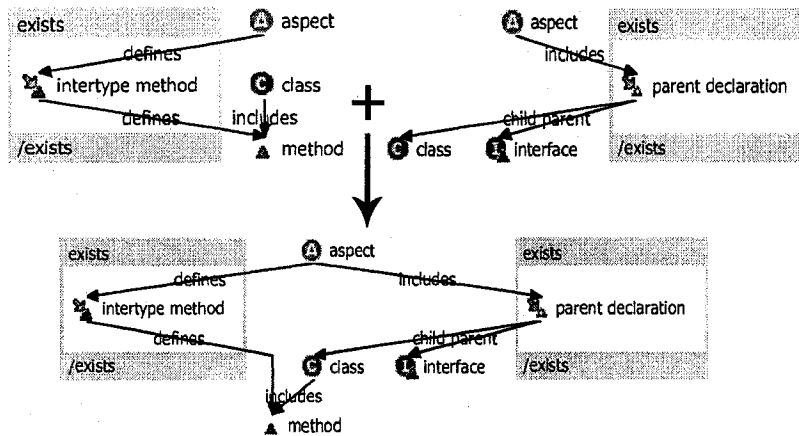 exists
A aspect
defines
intertype method
C class
defines
includes
/exists
method
+
A aspect
exists
includes
parent declaration
child parent
C class
I interface
/exists
exists
A aspect
exists
defines
includes
intertype method
parent declaration
defines
child parent
/exists
C class
I interface
/exists
includes
method